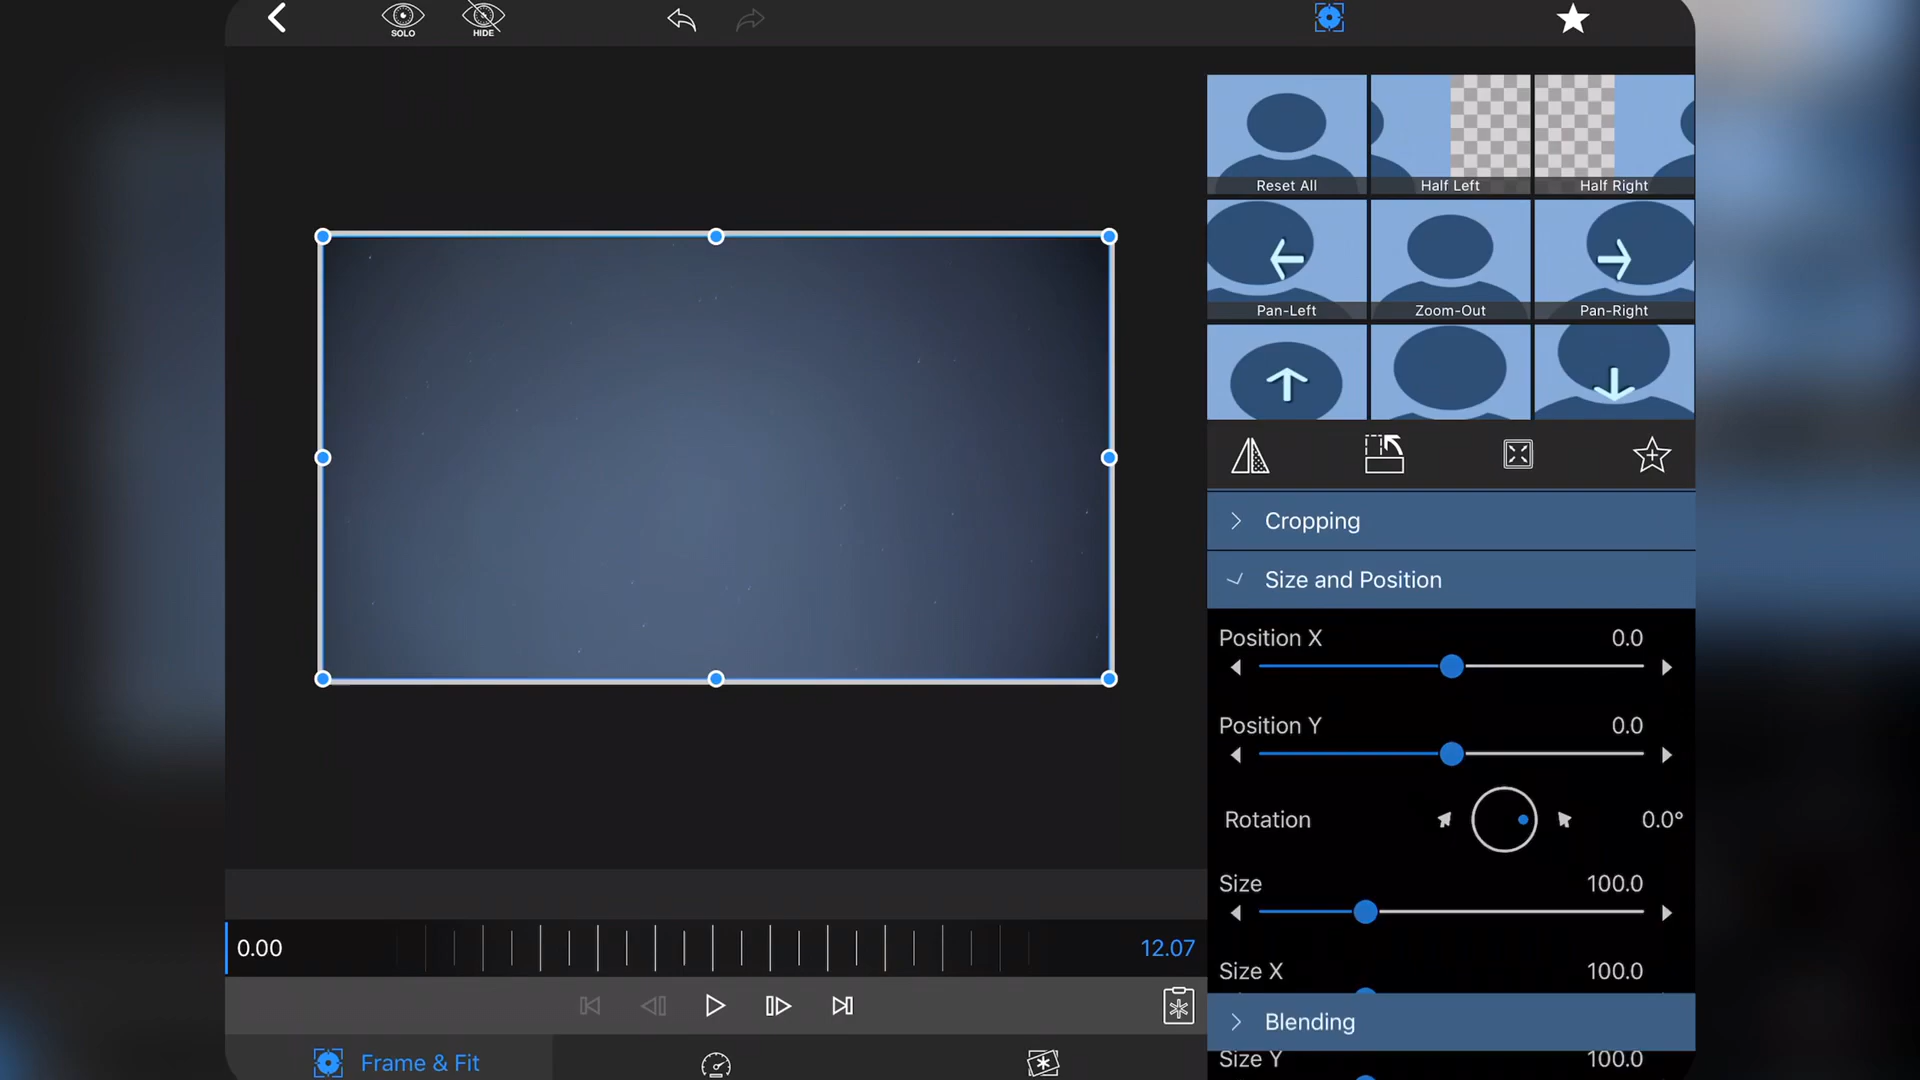 SOLO
HIDE
Reset All
Half Left
Half Right
Pan-Left
Zoom-Out
Pan-Right
Cropping
Size and Position
Position X 0.0
Position Y 0.0
Rotation 0.0°
Size 100.0
Size X 100.0
Blending
Size Y 100.0
0.00
12.07
Frame & Fit